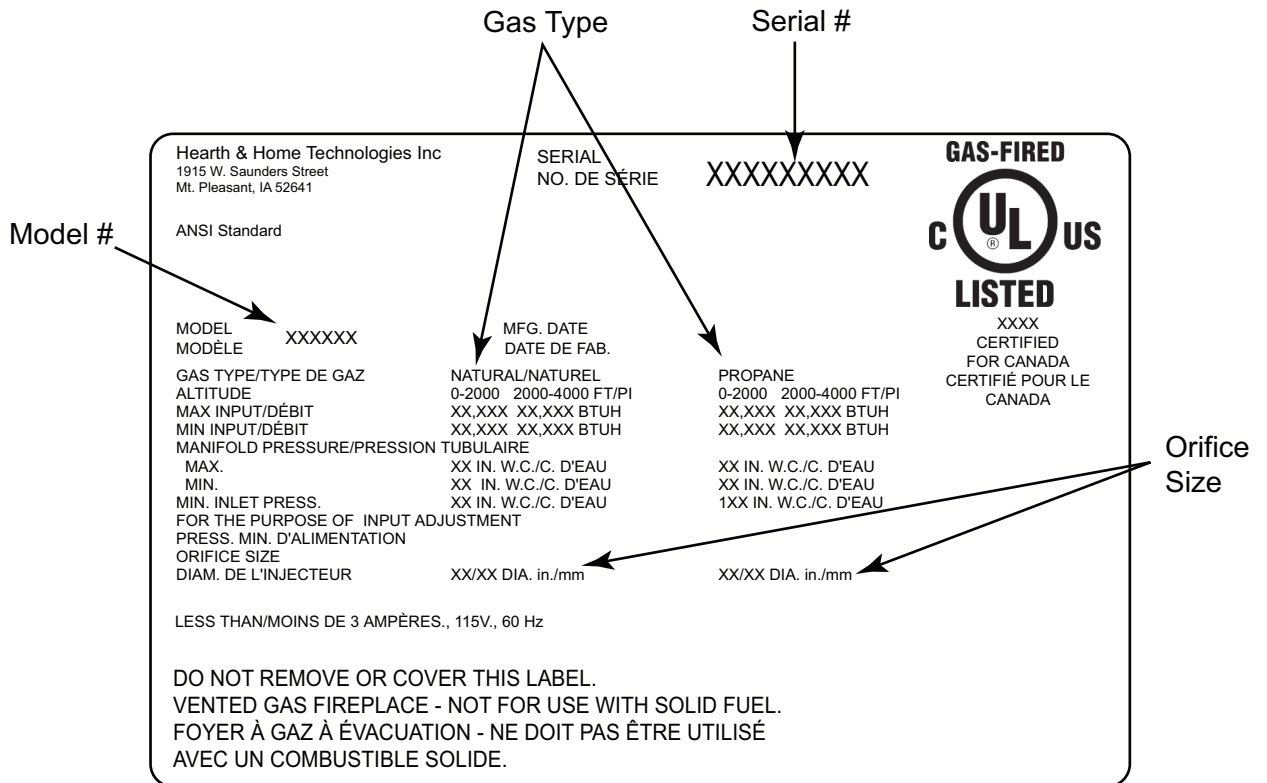 Gas Type Serial #
Hearth & Home Technologies Inc
1915 W. Saunders Street
Mt. Pleasant, IA 52641
SERIAL
NO. DE SÉRIE XXXXXXXXX
GAS-FIRED
C UL ® US
LISTED
Model #
ANSI Standard
MODEL
MODÈLE XXXXXX
MFG. DATE
DATE DE FAB.
XXXX
CERTIFIED
FOR CANADA
CERTIFIÉ POUR LE
CANADA
GAS TYPE/TYPE DE GAZ NATURAL/NATUREL PROPANE
ALTITUDE 0-2000 2000-4000 FT/PI 0-2000 2000-4000 FT/PI
MAX INPUT/DÉBIT XX,XXX XX,XXX BTUH XX,XXX XX,XXX BTUH
MIN INPUT/DÉBIT XX,XXX XX,XXX BTUH XX,XXX XX,XXX BTUH
MANIFOLD PRESSURE/PRESSION TUBULAIRE
MAX. XX IN. W.C./C. D'EAU XX IN. W.C./C. D'EAU
MIN. XX IN. W.C./C. D'EAU XX IN. W.C./C. D'EAU
MIN. INLET PRESS. XX IN. W.C./C. D'EAU 1XX IN. W.C./C. D'EAU
FOR THE PURPOSE OF INPUT ADJUSTMENT
PRESS. MIN. D'ALIMENTATION
ORIFICE SIZE
DIAM. DE L'INJECTEUR XX/XX DIA. in./mm XX/XX DIA. in./mm
Orifice
Size
LESS THAN/MOINS DE 3 AMPÈRES., 115V., 60 Hz
DO NOT REMOVE OR COVER THIS LABEL.
VENTED GAS FIREPLACE - NOT FOR USE WITH SOLID FUEL.
FOYER À GAZ À ÉVACUATION - NE DOIT PAS ÊTRE UTILISÉ
AVEC UN COMBUSTIBLE SOLIDE.